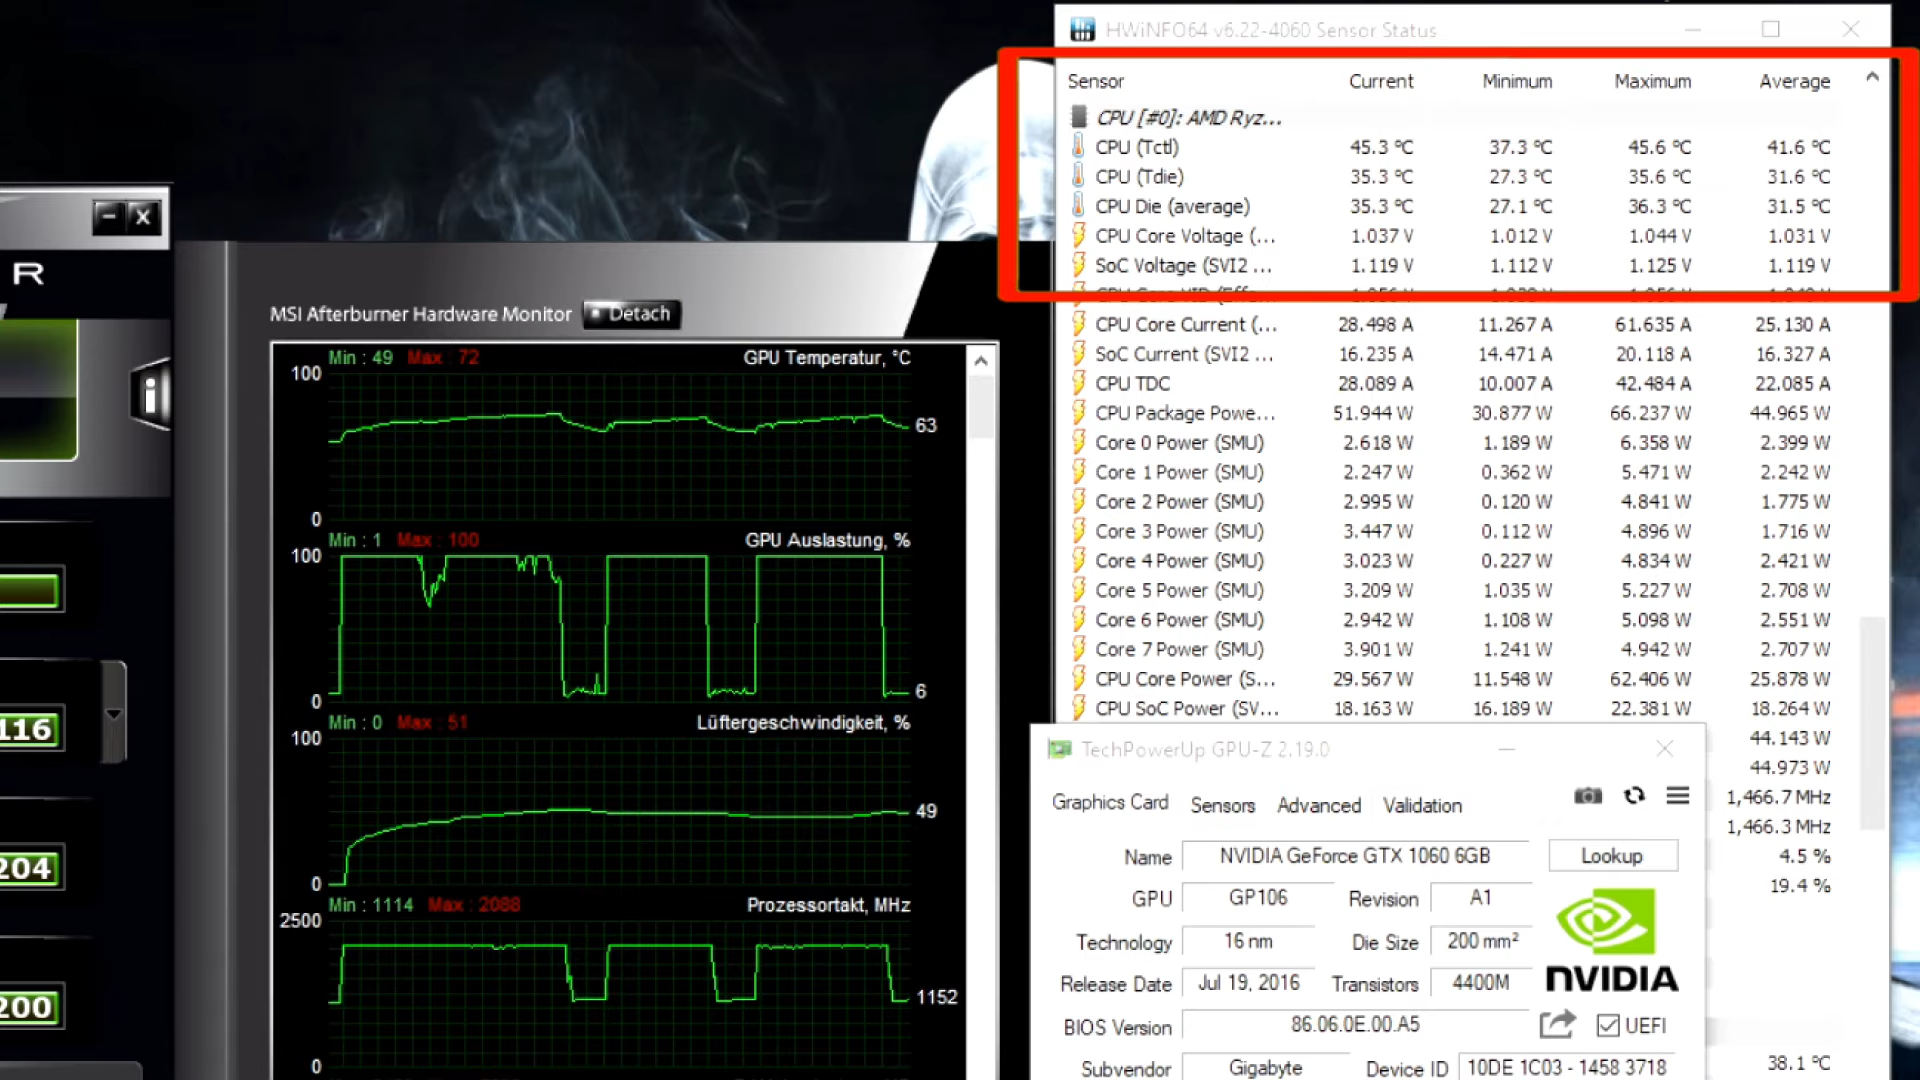 HWiNFO64 v6.22-4060 Sensor Status
Sensor Current Minimum Maximum Average
CPU [#0]: AMD Ryz...
CPU (Tctl) 45.3 °C 37.3 °C 45.6 °C 41.6 °C
CPU (Tdie) 35.3 °C 27.3 °C 35.6 °C 31.6 °C
CPU Die (average) 35.3 °C 27.1 °C 36.3 °C 31.5 °C
CPU Core Voltage (... 1.037 V 1.012 V 1.044 V 1.031 V
SoC Voltage (SVI2 ... 1.119 V 1.112 V 1.125 V 1.119 V
CPU Core Current (... 28.498 A 11.267 A 61.635 A 25.130 A
SoC Current (SVI2 ... 16.235 A 14.471 A 20.118 A 16.327 A
CPU TDC 28.089 A 10.007 A 42.484 A 22.085 A
CPU Package Powe... 51.944 W 30.877 W 66.237 W 44.965 W
Core 0 Power (SMU) 2.618 W 1.189 W 6.358 W 2.399 W
Core 1 Power (SMU) 2.247 W 0.362 W 5.471 W 2.242 W
Core 2 Power (SMU) 2.995 W 0.120 W 4.841 W 1.775 W
Core 3 Power (SMU) 3.447 W 0.112 W 4.896 W 1.716 W
Core 4 Power (SMU) 3.023 W 0.227 W 4.834 W 2.421 W
Core 5 Power (SMU) 3.209 W 1.035 W 5.227 W 2.708 W
Core 6 Power (SMU) 2.942 W 1.108 W 5.098 W 2.551 W
Core 7 Power (SMU) 3.901 W 1.241 W 4.942 W 2.707 W
CPU Core Power (S... 29.567 W 11.548 W 62.406 W 25.878 W
CPU SoC Power (SV... 18.163 W 16.189 W 22.381 W 18.264 W
44.143 W
44.973 W
1,466.7 MHz
1,466.3 MHz
4.5 %
19.4 %
38.1 °C
R
116
204
200
MSI Afterburner Hardware Monitor Detach
Min : 49 Max : 72 GPU Temperatur, °C
100
63
0
Min : 1 Max : 100 GPU Auslastung, %
100
6
0
Min : 0 Max : 51 Lüftergeschwindigkeit, %
100
49
0
Min : 1114 Max : 2088 Prozessortakt, MHz
2500
1152
0
TechPowerUp GPU-Z 2.19.0
Graphics Card Sensors Advanced Validation
Name NVIDIA GeForce GTX 1060 6GB Lookup
GPU GP106 Revision A1
Technology 16 nm Die Size 200 mm²
NVIDIA
Release Date Jul 19, 2016 Transistors 4400M
BIOS Version 86.06.0E.00.A5 UEFI
Subvendor Gigabyte Device ID 10DE 1C03 - 1458 3718